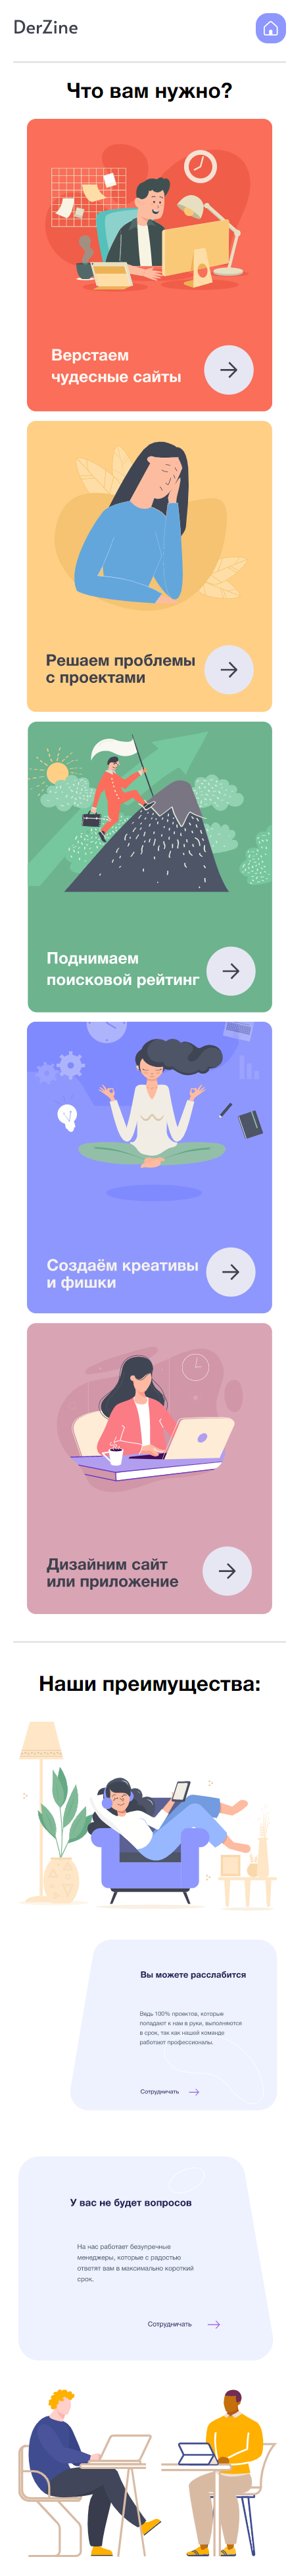 DerZine
Что вам нужно?
Верстаем
чудесные сайты
Решаем проблемы
с проектами
Поднимаем
поисковой рейтинг
Создаём креативы
и фишки
Дизайним сайт
или приложение
Наши преимущества:
Вы можете расслабится
Ведь 100% проектов, которые
попадают к нам в руки, выполняются
в срок, так как нашей команде
работают профессионалы.
Сотрудничать
У вас не будет вопросов
На нас работает безупречные
менеджеры, которые с радостью
ответят вам в максимально короткий
срок.
Сотрудничать